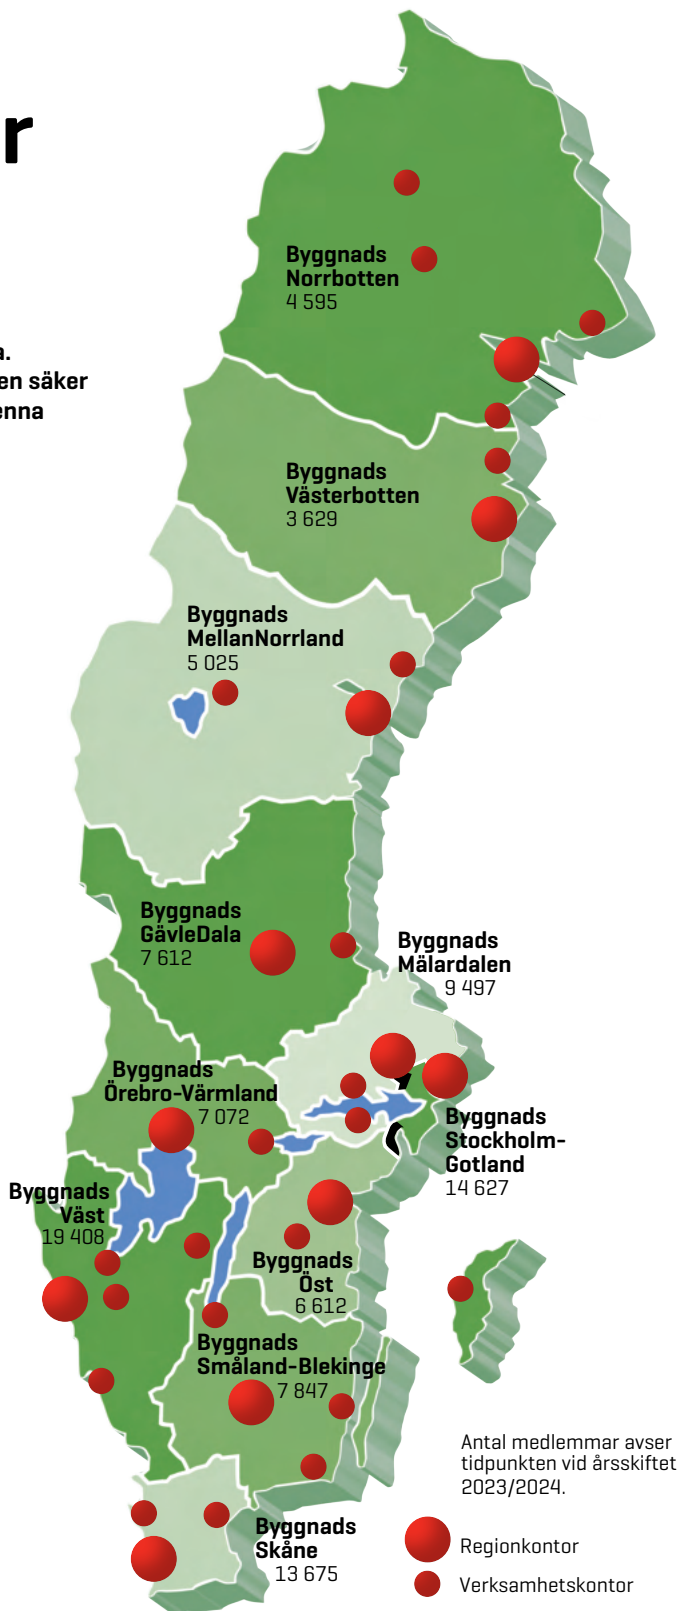 r
a.
en säker
enna
Byggnads
Norrbotten
4 595
Byggnads
Västerbotten
3 629
Byggnads
MellanNorrland
5 025
Byggnads
GävleDala
7 612
Byggnads
Mälardalen
9 497
Byggnads
Örebro-Värmland
7 072
Byggnads
Stockholm-
Gotland
14 627
Byggnads
Väst
19 408
Byggnads
Öst
6 612
Byggnads
Småland-Blekinge
7 847
Byggnads
Skåne
13 675
Antal medlemmar avser
tidpunkten vid årsskiftet
2023/2024.
Regionkontor
Verksamhetskontor